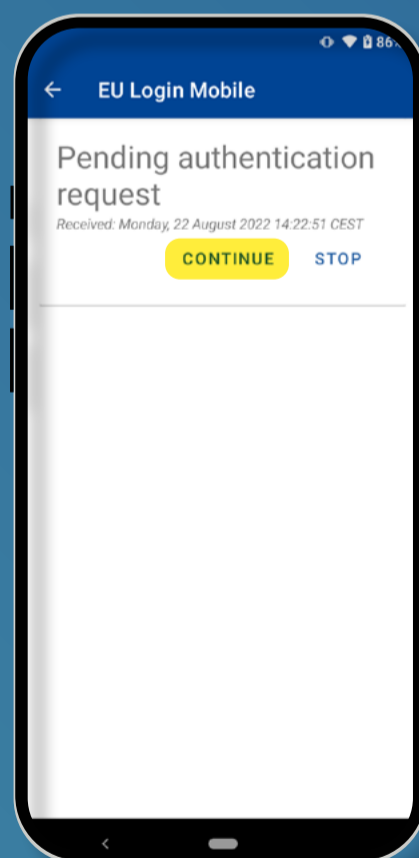 86%
EU Login Mobile
Pending authentication
request
Received: Monday, 22 August 2022 14:22:51 CEST
CONTINUE STOP